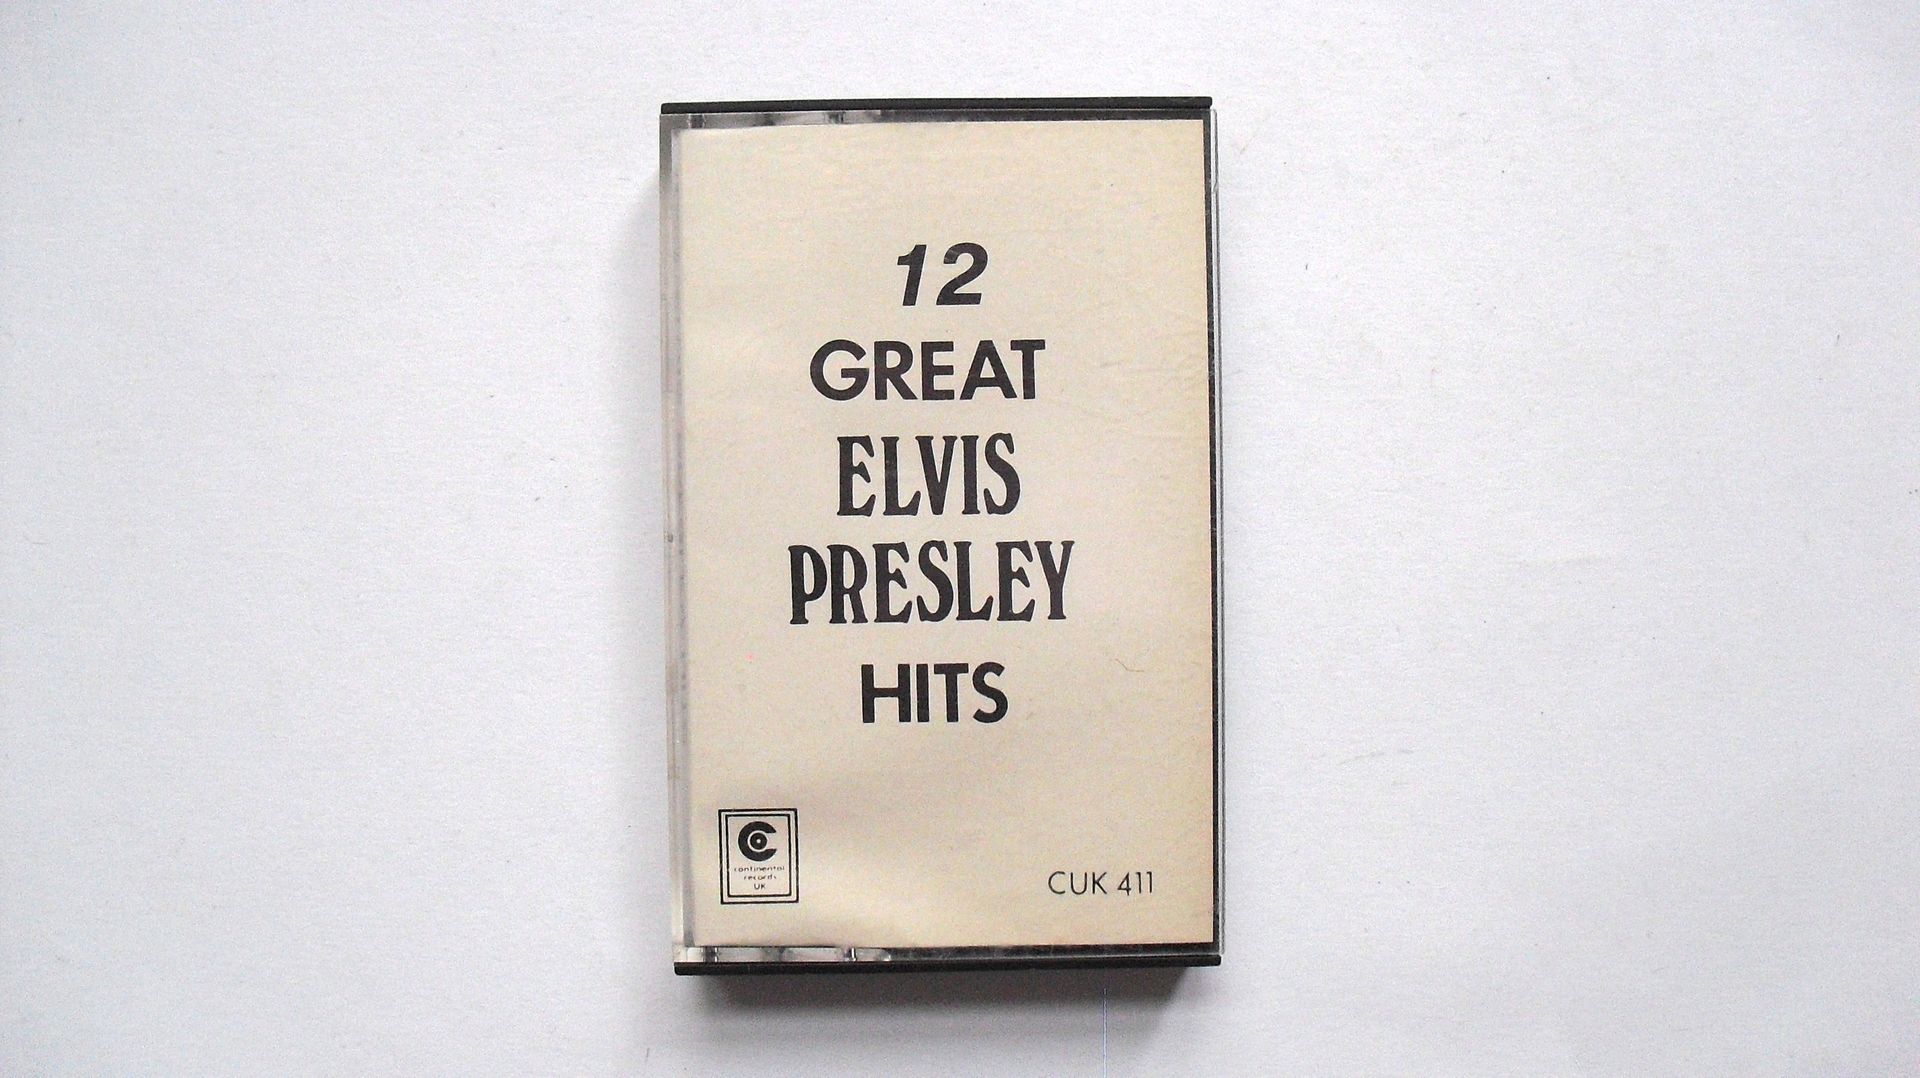 12
GREAT
ELVIS
PRESLEY
HITS
continental
records
UK
CUK 411